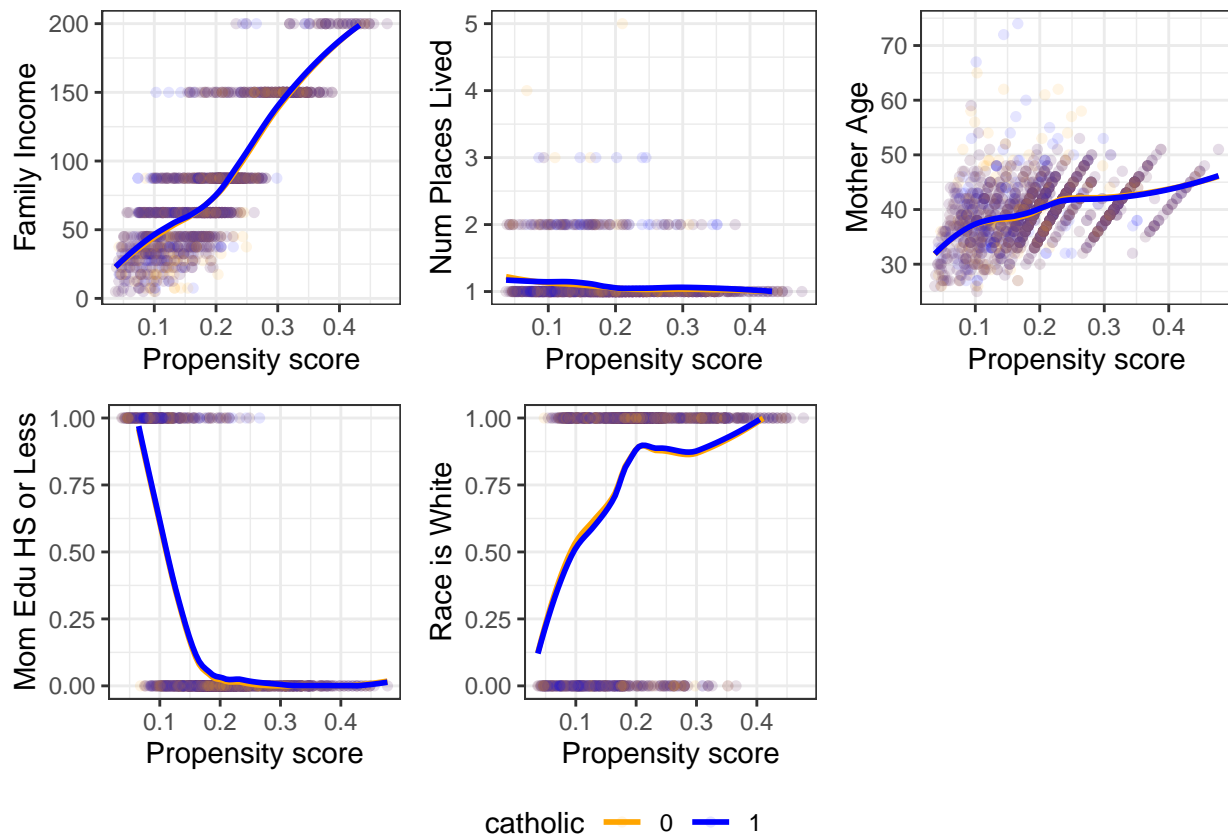 Family Income
200
150
100
50
0
0.1 0.2 0.3 0.4
Propensity score
Num Places Lived
5
4
3
2
1
0.1 0.2 0.3 0.4
Propensity score
Mother Age
70
60
50
40
30
0.1 0.2 0.3 0.4
Propensity score
Mom Edu HS or Less
1.00
0.75
0.50
0.25
0.00
0.1 0.2 0.3 0.4
Propensity score
Race is White
1.00
0.75
0.50
0.25
0.00
0.1 0.2 0.3 0.4
Propensity score
catholic 0 1